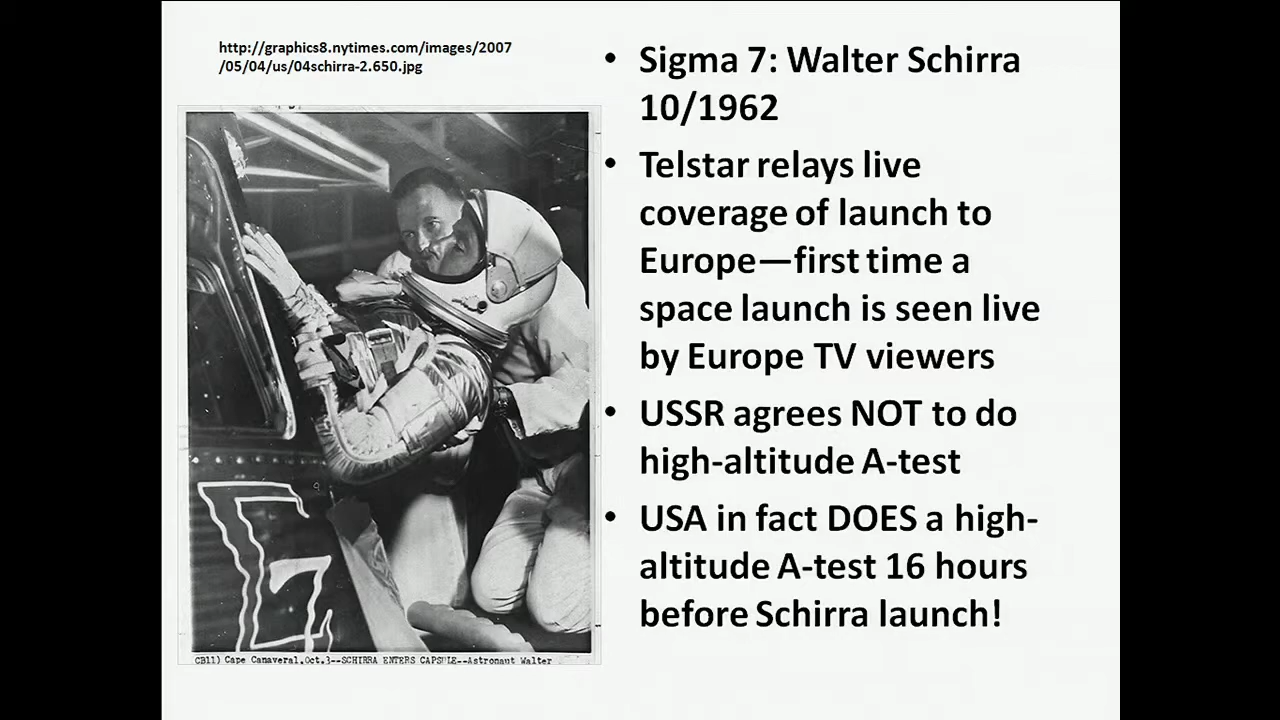 http://graphics8.nytimes.com/images/2007
/05/04/us/04schirra-2.650.jpg
• Sigma 7: Walter Schirra
10/1962
• Telstar relays live
coverage of launch to
Europe—first time a
space launch is seen live
by Europe TV viewers
• USSR agrees NOT to do
high-altitude A-test
• USA in fact DOES a high-
altitude A-test 16 hours
before Schirra launch!
CB11) Cape Canaveral,Oct.3--SCHIRRA ENTERS CAPSULE--Astronaut Walter